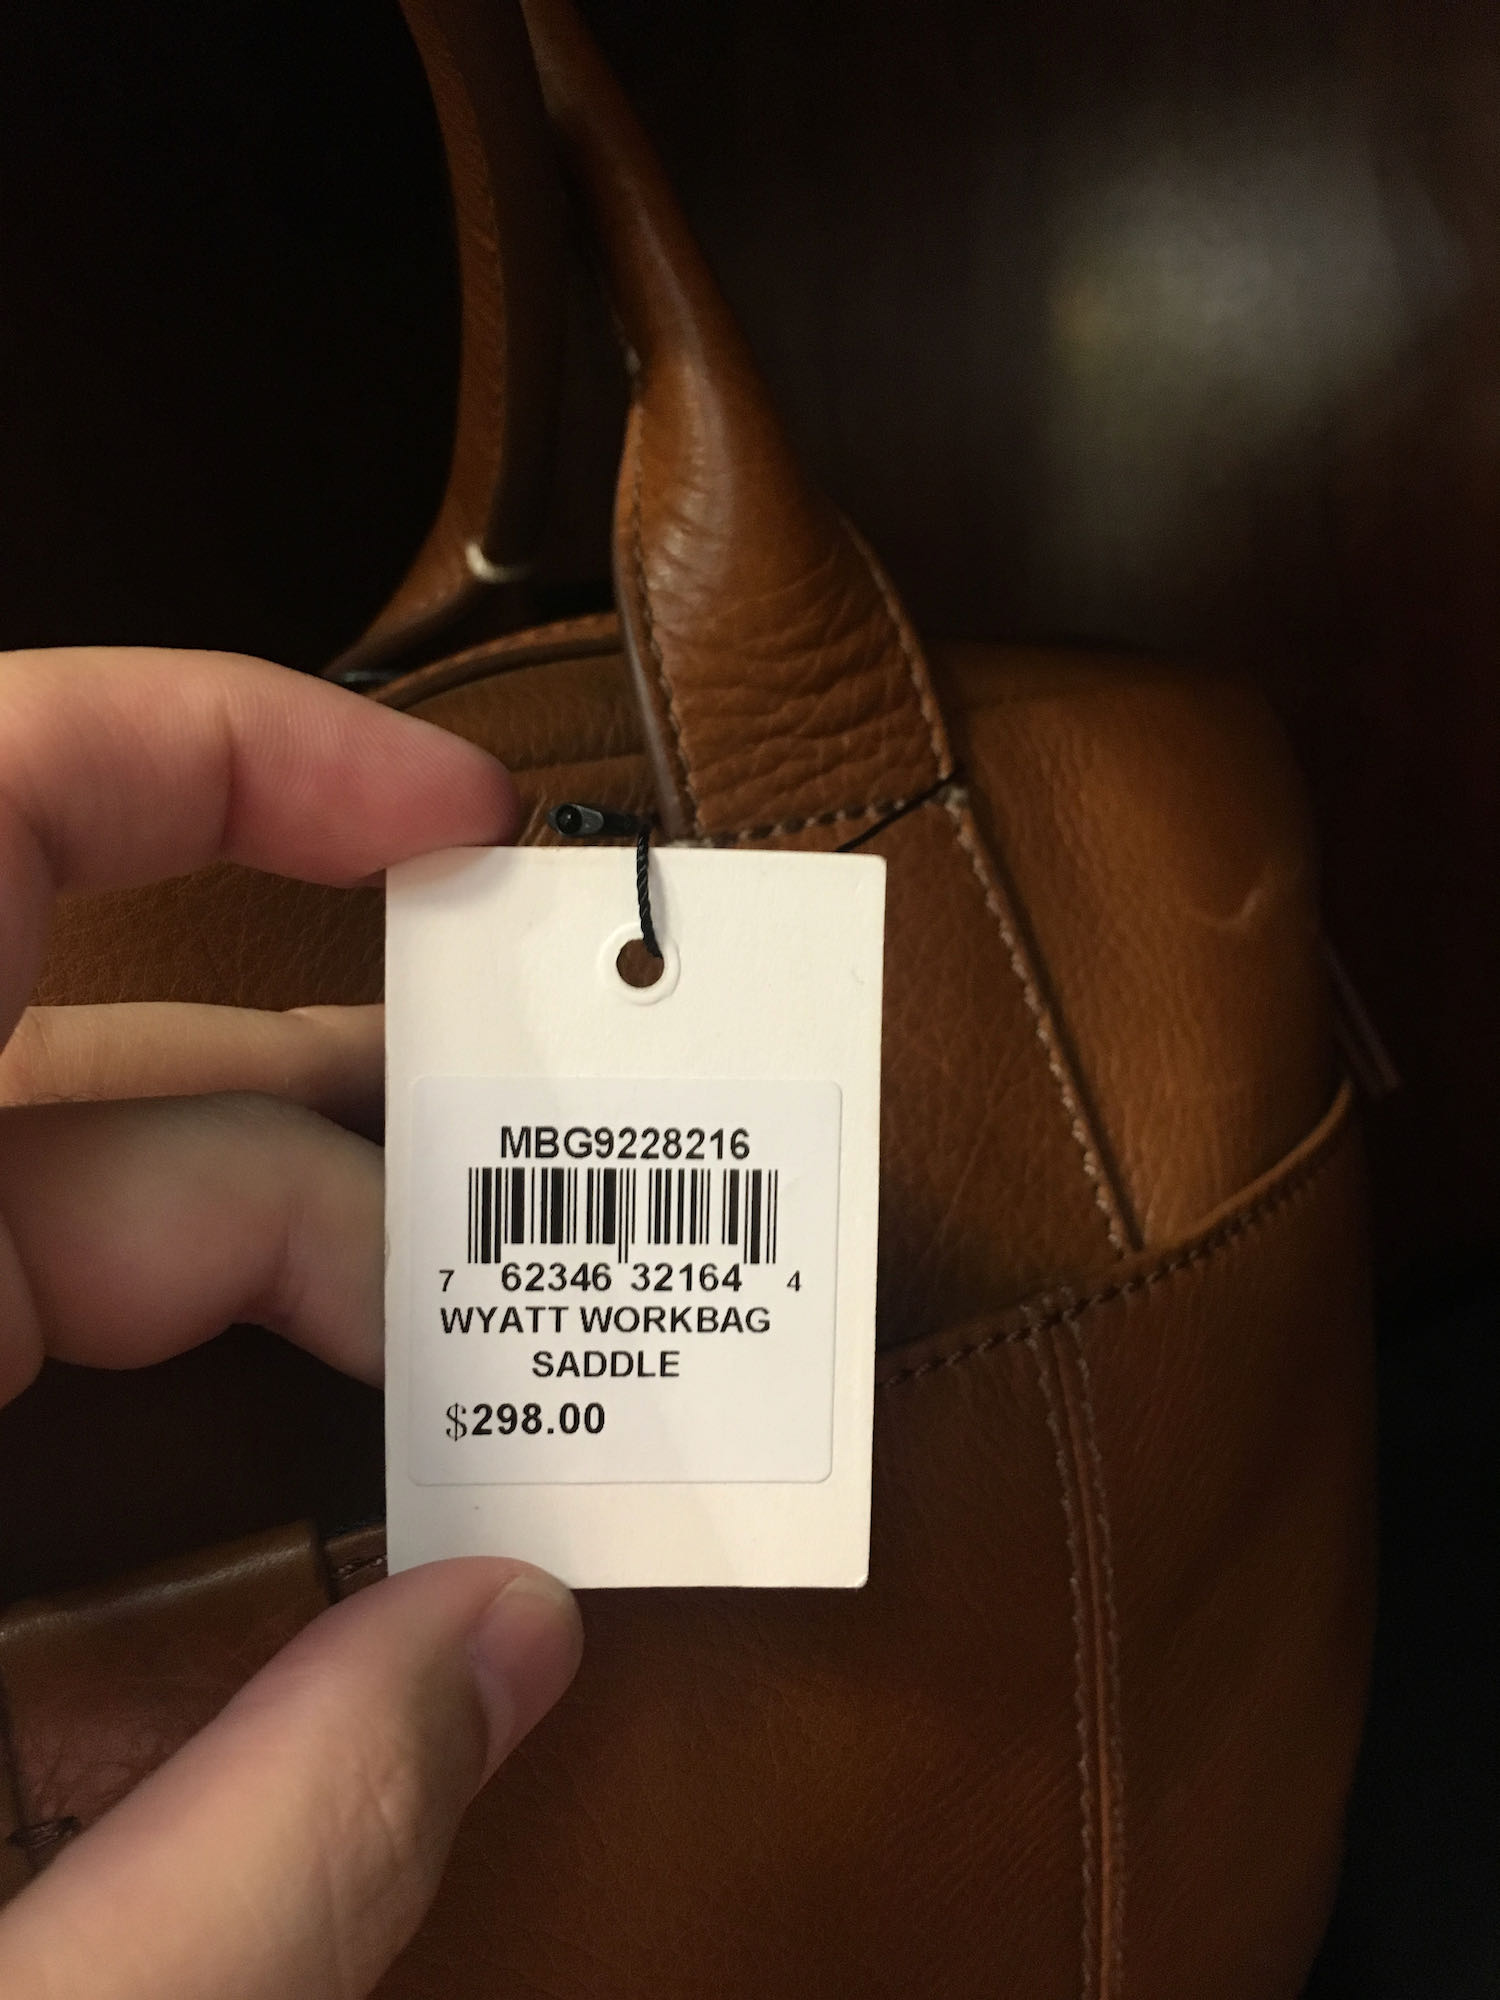 MBG9228216
7 62346 32164 4
WYATT WORKBAG
SADDLE
$298.00